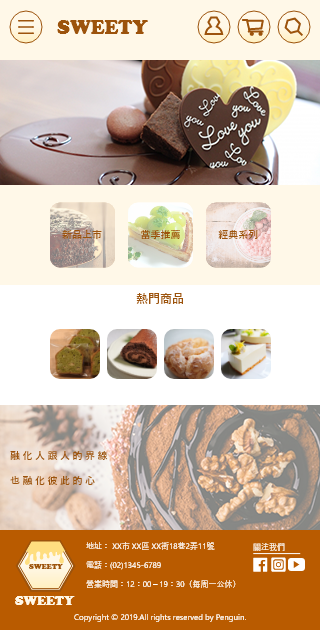 SWEETY
Love you
Love you
Love you
Love you
you
新品上市
當季推薦
經典系列
熱門商品
融化人跟人的界線
也融化彼此的心
SWEETY
SWEETY
地址： XX市 XX區 XX街18巷2弄11號
電話：(02)1345-6789
營業時間：12：00－19：30（每周一公休）
關注我們
Copyright © 2019.All rights reserved by Penguin.